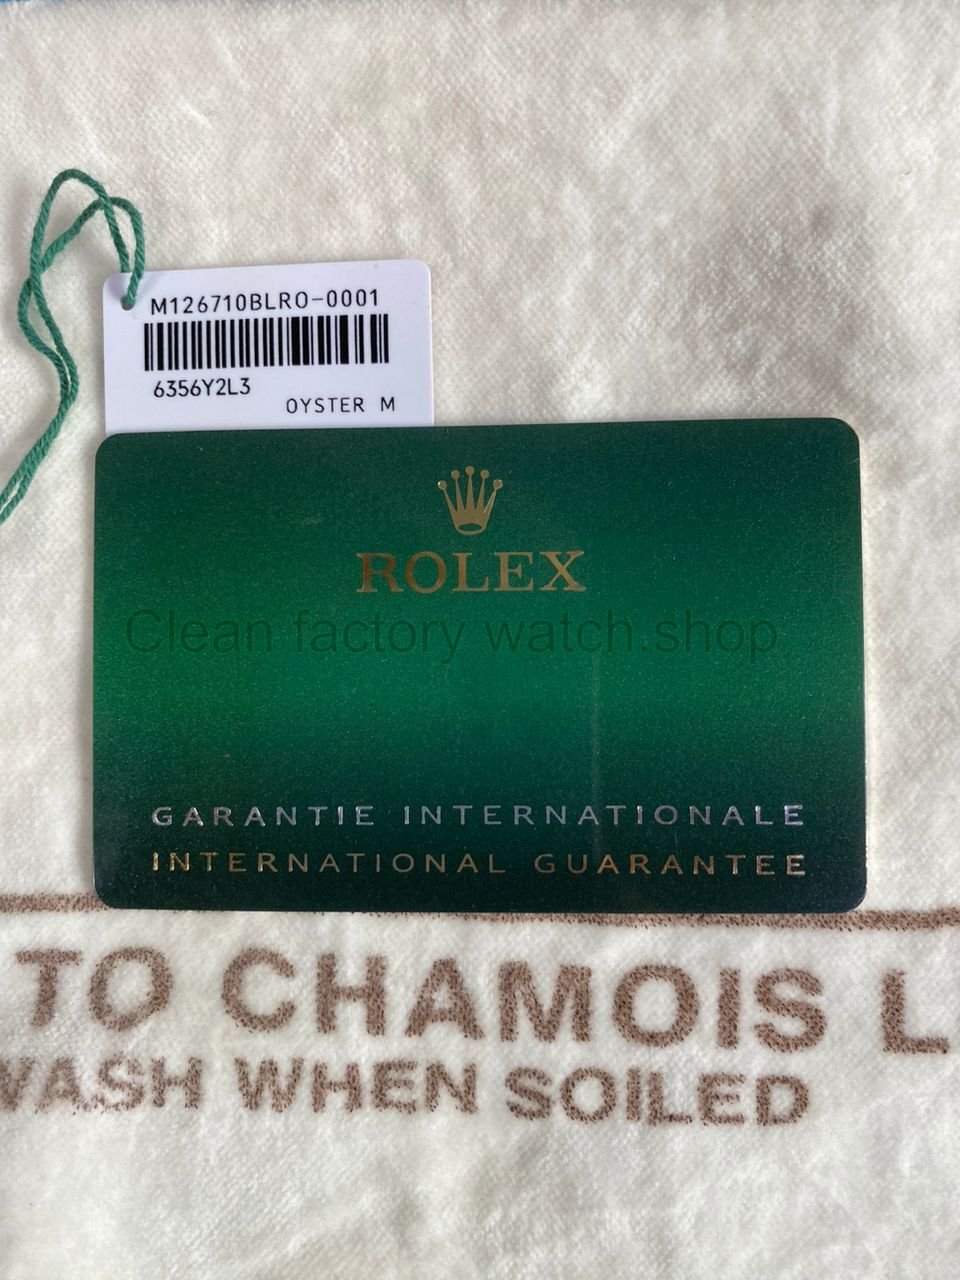 M126710BLRO-0001
6356Y2L3
OYSTER M
ROLEX
Clean factory watch.shop
GARANTIE INTERNATIONALE
INTERNATIONAL GUARANTEE
TO CHAMOIS L
WASH WHEN SOILED